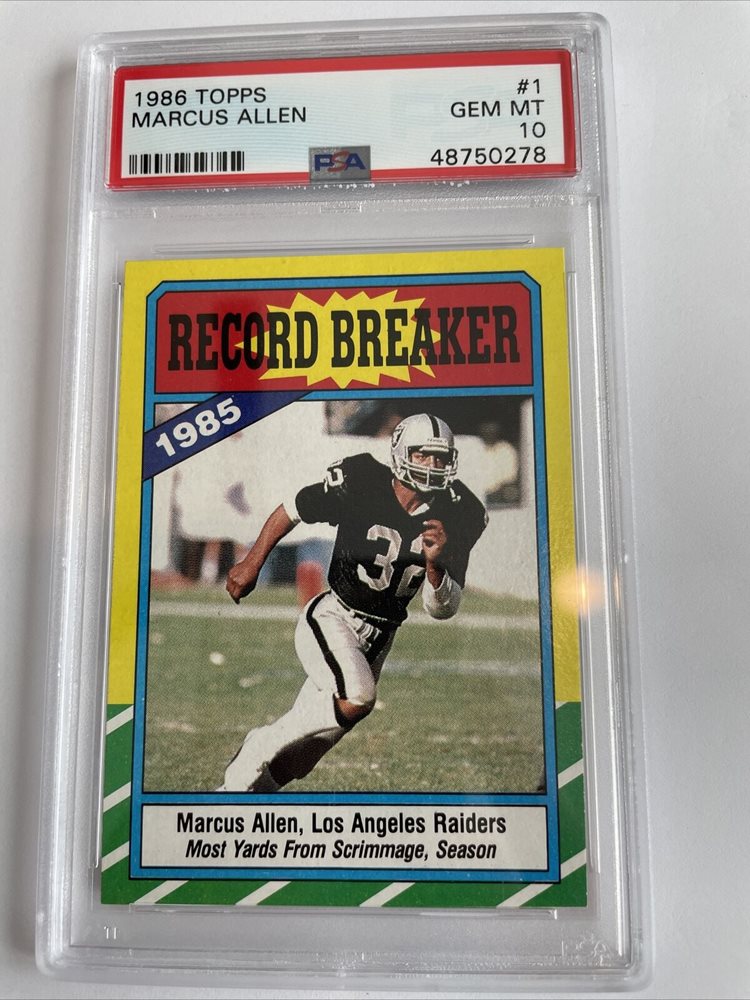 1986 TOPPS #1
MARCUS ALLEN GEM MT
10
PSA 48750278
RECORD BREAKER
1985
32
32
Marcus Allen, Los Angeles Raiders
Most Yards From Scrimmage, Season